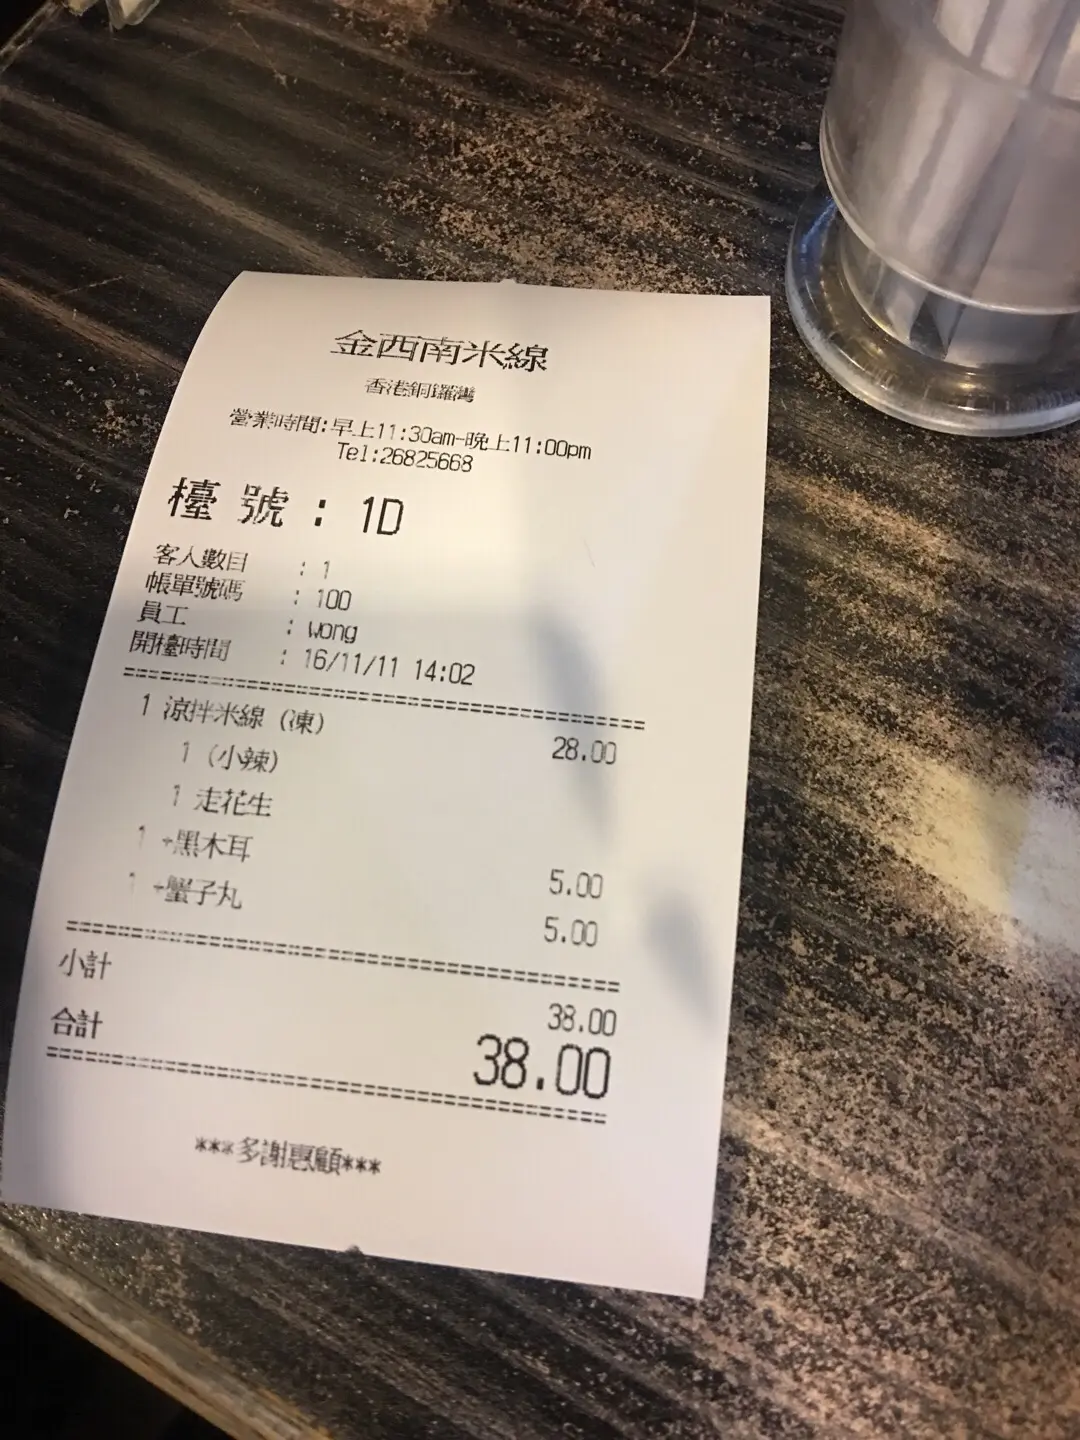 金西南米線
香港銅鑼灣
營業時間:早上11:30am-晚上11:00pm
Tel:26825668
檯 號 : 1D
客人數目 : 1
帳單號碼 : 100
員工 : wong
開檯時間 : 16/11/11 14:02
1 涼拌米線 (凍) 28.00
1 (小辣)
1 走花生
1 +黑木耳 5.00
1 +蟹子丸 5.00
小計 38.00
合計 38.00
***多謝惠顧***